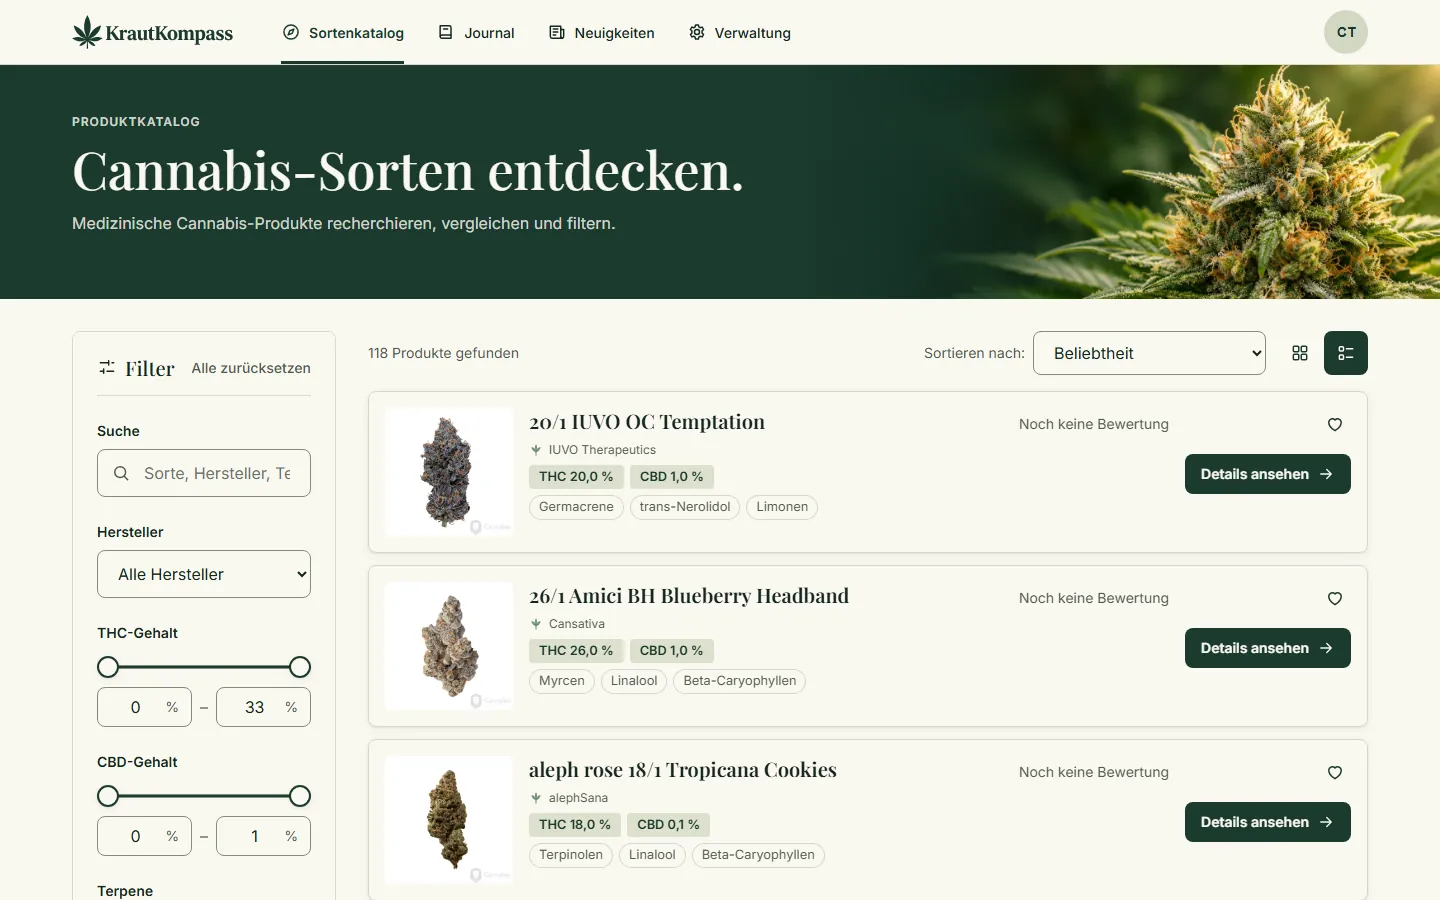 KrautKompass
Sortenkatalog
Journal
Neuigkeiten
Verwaltung
CT
PRODUKTKATALOG
Cannabis-Sorten entdecken.
Medizinische Cannabis-Produkte recherchieren, vergleichen und filtern.
Filter
Alle zurücksetzen
Suche
Sorte, Hersteller, Te
Hersteller
Alle Hersteller
THC-Gehalt
0 % – 33 %
CBD-Gehalt
0 % – 1 %
Terpene
118 Produkte gefunden
Sortieren nach:
Beliebtheit
20/1 IUVO OC Temptation
IUVO Therapeutics
THC 20,0 %
CBD 1,0 %
Germacrene
trans-Nerolidol
Limonen
Noch keine Bewertung
Details ansehen →
26/1 Amici BH Blueberry Headband
Cansativa
THC 26,0 %
CBD 1,0 %
Myrcen
Linalool
Beta-Caryophyllen
Noch keine Bewertung
Details ansehen →
aleph rose 18/1 Tropicana Cookies
alephSana
THC 18,0 %
CBD 0,1 %
Terpinolen
Linalool
Beta-Caryophyllen
Noch keine Bewertung
Details ansehen →